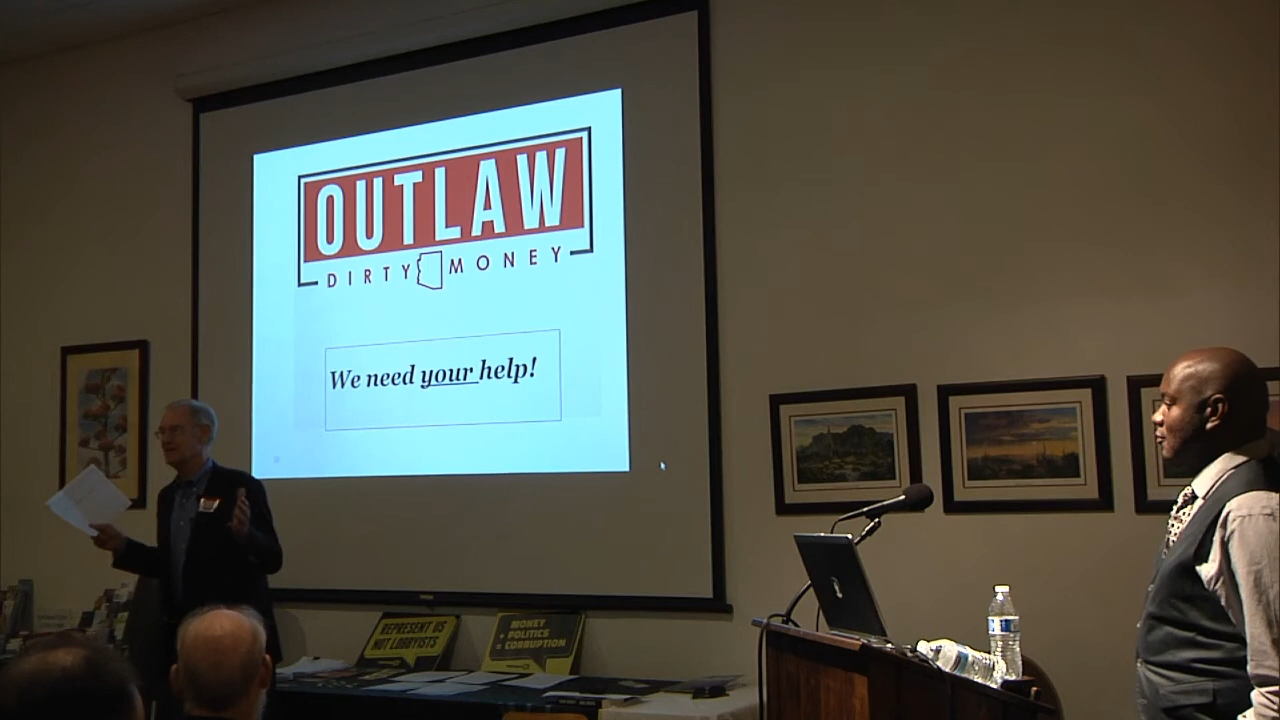 OUTLAW
DIRTY MONEY
We need your help!
REPRESENT US
NOT LOBBYISTS
MONEY
+ POLITICS
= CORRUPTION